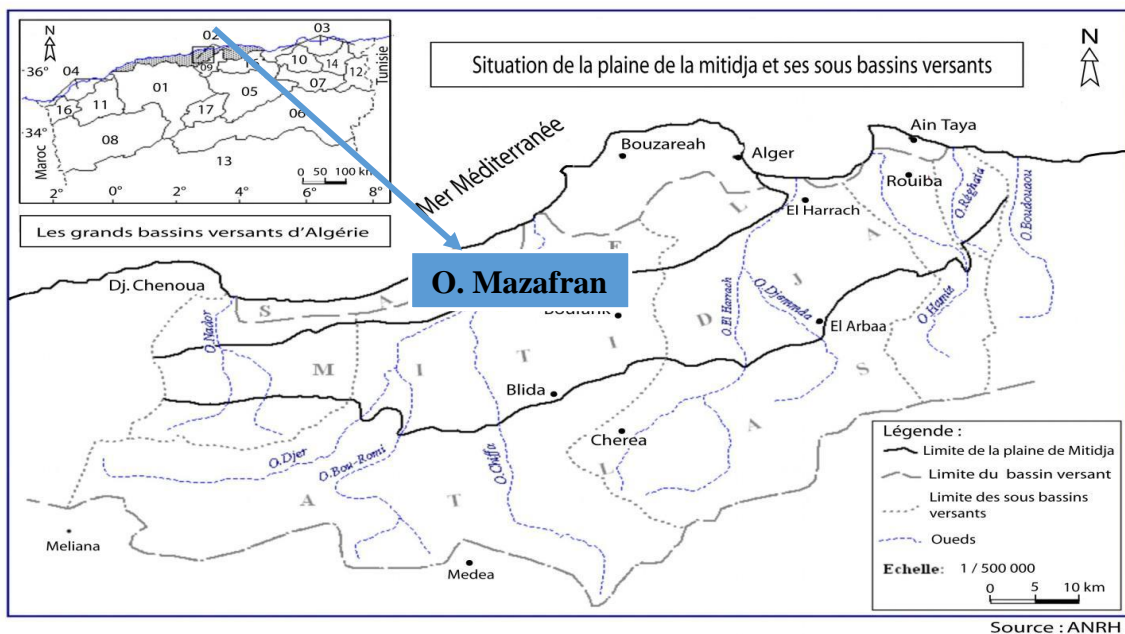 N
02
03
04
36°
10
14
12
09
Tunisie
01
05
07
11
16
17
06
34°
08
13
Maroc
0 50 100 km
2° 0° 2° 4° 6° 8°
Les grands bassins versants d'Algérie
Situation de la plaine de la mitidja et ses sous bassins versants
N
Mer Méditerranée
Bouzareah
Alger
Ain Taya
Rouiba
El Harrach
O.Réghaia
O.Boudouaou
S A E L
O. Mazafran
Dj. Chenoua
O.Nador
O.El Harrach
O.Djemmâa
O.Hamiz
El Arbaa
M I T I D J A
Blida
Cherea
O.Djer
O.Bou-Romi
O.Chiffa
A T L A S
Meliana
Medea
Légende :
Limite de la plaine de Mitidja
Limite du bassin versant
Limite des sous bassins
versants
Oueds
Echelle: 1 / 500 000
0 5 10 km
Source : ANRH